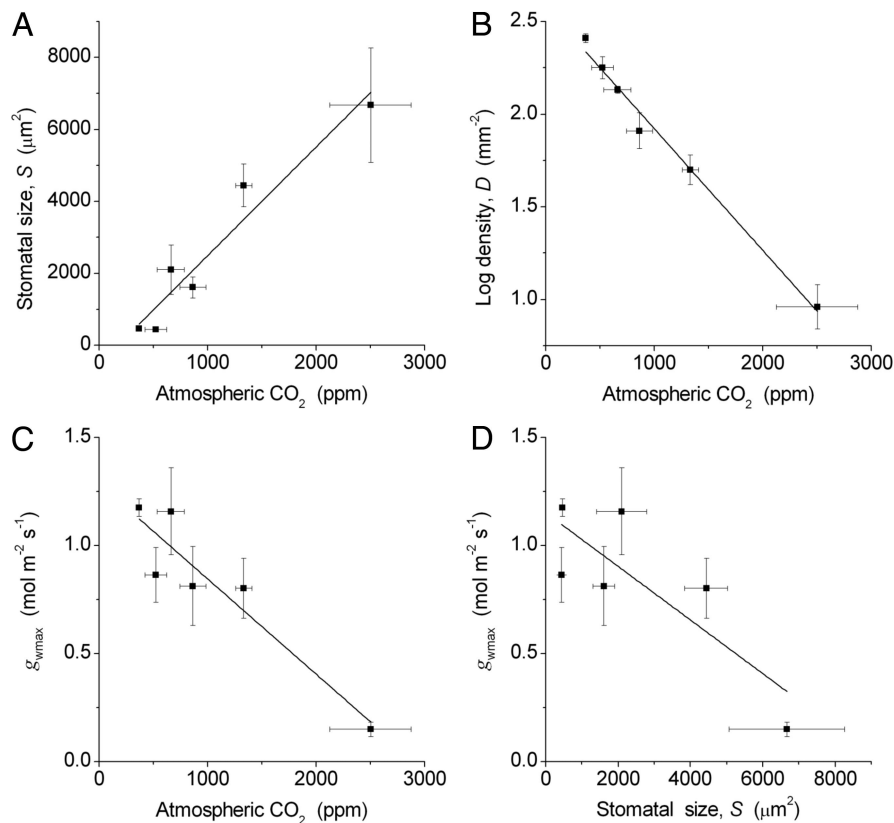 A
Stomatal size, S (μm²)
8000
6000
4000
2000
0
0 1000 2000 3000
Atmospheric CO₂ (ppm)
B
Log density, D (mm⁻²)
2.5
2.0
1.5
1.0
0 1000 2000 3000
Atmospheric CO₂ (ppm)
C
g_wmax (mol m⁻² s⁻¹)
1.5
1.0
0.5
0.0
0 1000 2000 3000
Atmospheric CO₂ (ppm)
D
g_wmax (mol m⁻² s⁻¹)
1.5
1.0
0.5
0.0
0 2000 4000 6000 8000
Stomatal size, S (μm²)